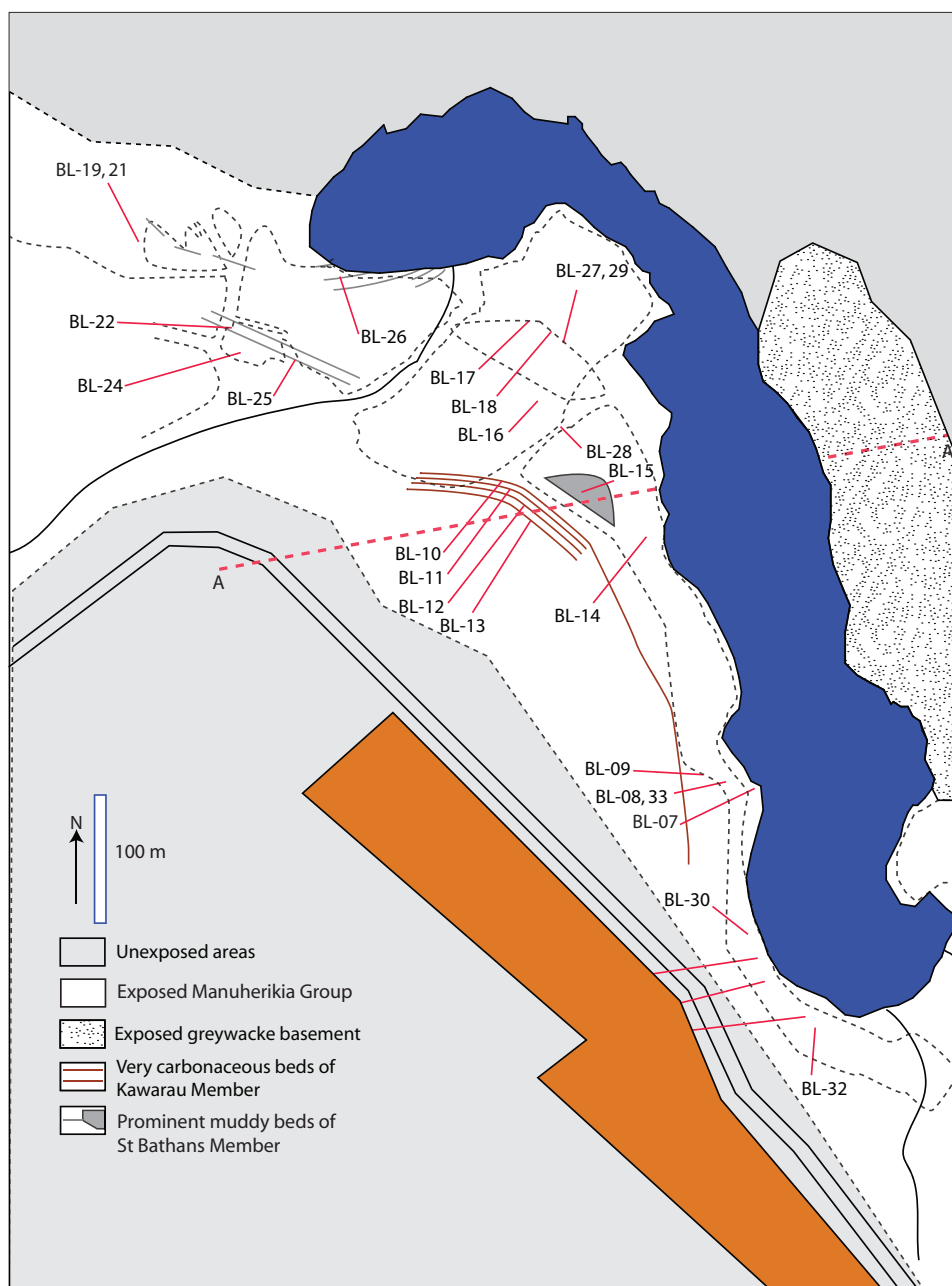 BL-19, 21
BL-27, 29
BL-22
BL-26
BL-24
BL-17
BL-25
BL-18
BL-16
BL-28
BL-15
A'
BL-10
A
BL-11
BL-12
BL-13
BL-14
BL-09
BL-08, 33
BL-07
N
100 m
BL-30
Unexposed areas
Exposed Manuherikia Group
Exposed greywacke basement
Very carbonaceous beds of
Kawarau Member
BL-32
Prominent muddy beds of
St Bathans Member